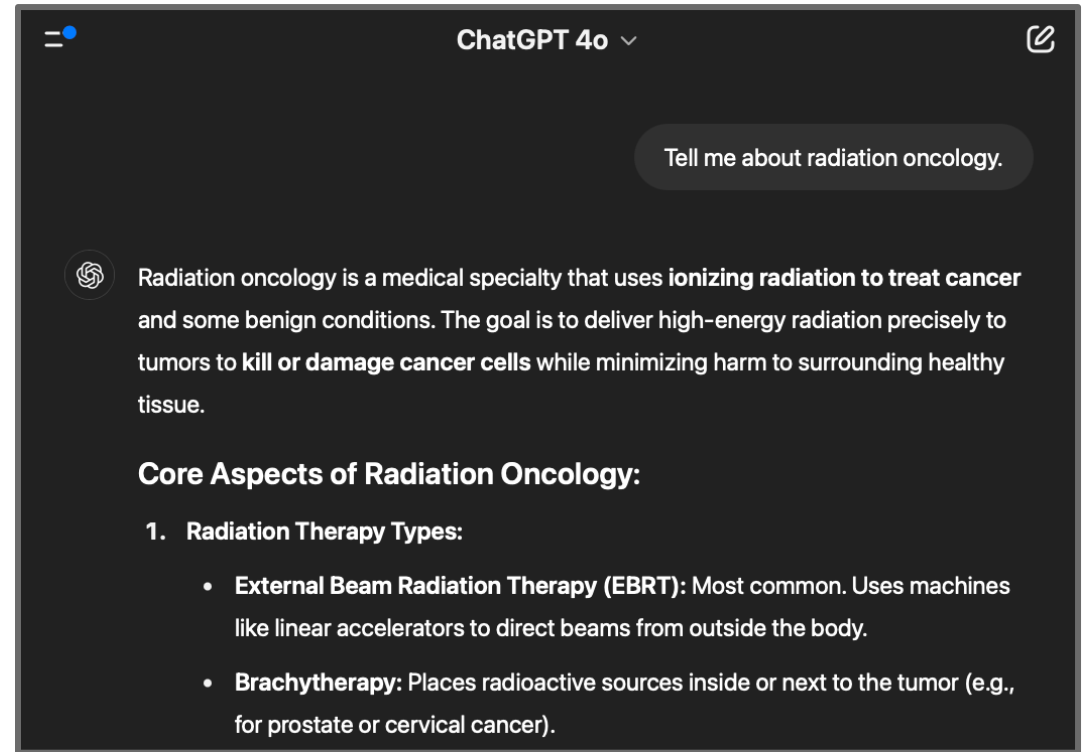 ChatGPT 4o
Tell me about radiation oncology.
Radiation oncology is a medical specialty that uses ionizing radiation to treat cancer
and some benign conditions. The goal is to deliver high-energy radiation precisely to
tumors to kill or damage cancer cells while minimizing harm to surrounding healthy
tissue.
Core Aspects of Radiation Oncology:
1. Radiation Therapy Types:
• External Beam Radiation Therapy (EBRT): Most common. Uses machines
like linear accelerators to direct beams from outside the body.
• Brachytherapy: Places radioactive sources inside or next to the tumor (e.g.,
for prostate or cervical cancer).